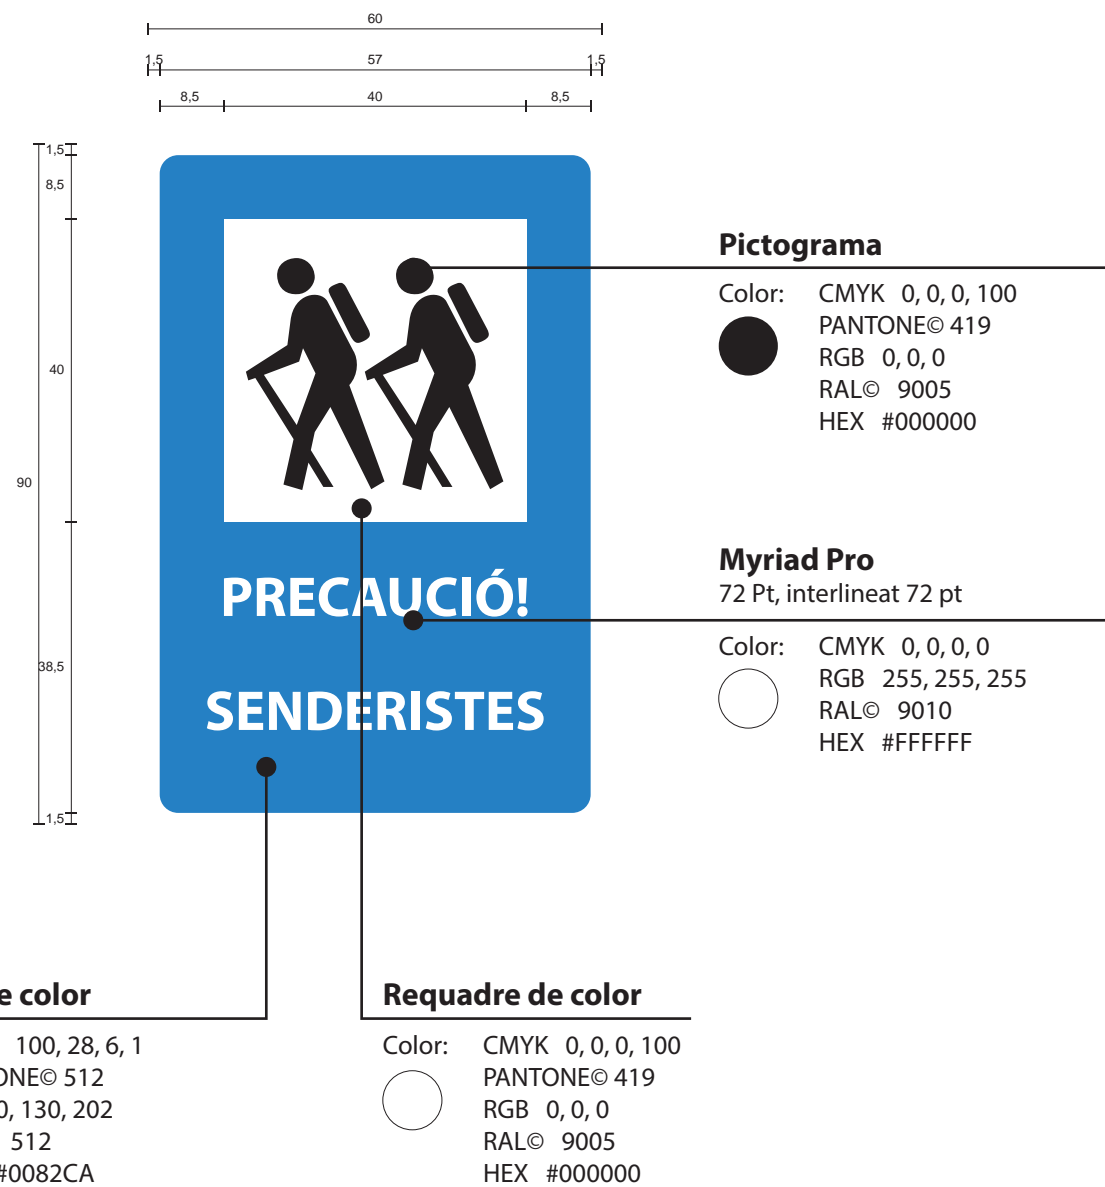 60
1,5 57 1,5
8,5 40 8,5
1,5
8,5
40
90
38,5
1,5
PRECAUCIÓ!
SENDERISTES
Pictograma
Color: CMYK 0, 0, 0, 100
PANTONE© 419
RGB 0, 0, 0
RAL© 9005
HEX #000000
Myriad Pro
72 Pt, interlineat 72 pt
Color: CMYK 0, 0, 0, 0
RGB 255, 255, 255
RAL© 9010
HEX #FFFFFF
color
100, 28, 6, 1
512
130, 202
512
#0082CA
Requadre de color
Color: CMYK 0, 0, 0, 100
PANTONE© 419
RGB 0, 0, 0
RAL© 9005
HEX #000000